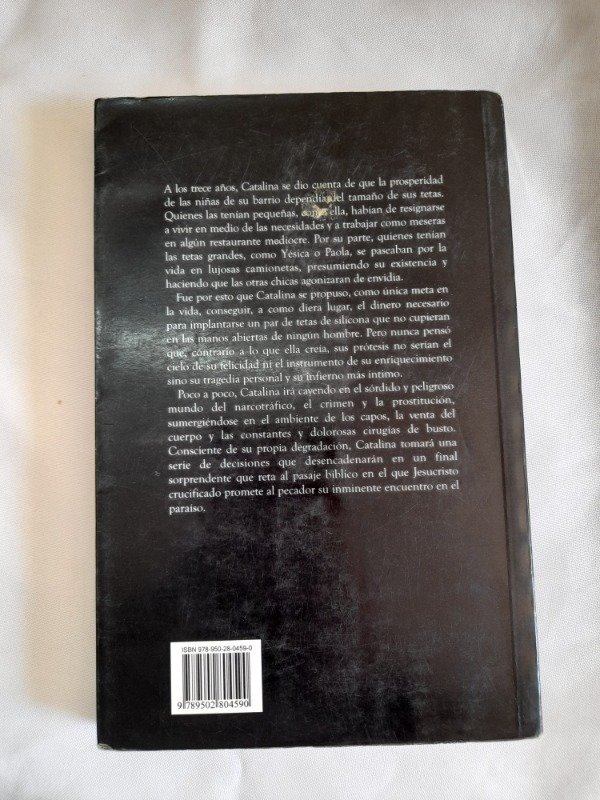 A los trece años, Catalina se dio cuenta de que la prosperidad
de las niñas de su barrio dependía del tamaño de sus tetas.
Quienes las tenían pequeñas, ella, habían de resignarse
a vivir en medio de las necesidades y a trabajar como meseras
en algún restaurante mediocre. Por su parte, quienes tenían
las tetas grandes, como Yésica o Paola, se paseaban por la
vida en lujosas camionetas, presumiendo su existencia y
haciendo que las otras chicas agonizaran de envidia.
Fue por esto que Catalina se propuso, como única meta en
la vida, conseguir, a como diera lugar, el dinero necesario
para implantarse un par de tetas de silicona que no cupieran
en las manos abiertas de ningún hombre. Pero nunca pensó
que, contrario a lo que ella creía, sus prótesis no serían el
cielo de su felicidad ni el instrumento de su enriquecimiento
sino su tragedia personal y su infierno más íntimo.
Poco a poco, Catalina irá cayendo en el sórdido y peligroso
mundo del narcotráfico, el crimen y la prostitución,
sumergiéndose en el ambiente de los capos, la venta del
cuerpo y las constantes y dolorosas cirugías de busto.
Consciente de su propia degradación, Catalina tomará una
serie de decisiones que desencadenarán en un final
sorprendente que reta al pasaje bíblico en el que Jesucristo
crucificado promete al pecador su inminente encuentro en el
paraíso.
ISBN 978-950-28-0459-0
9 789502 804590